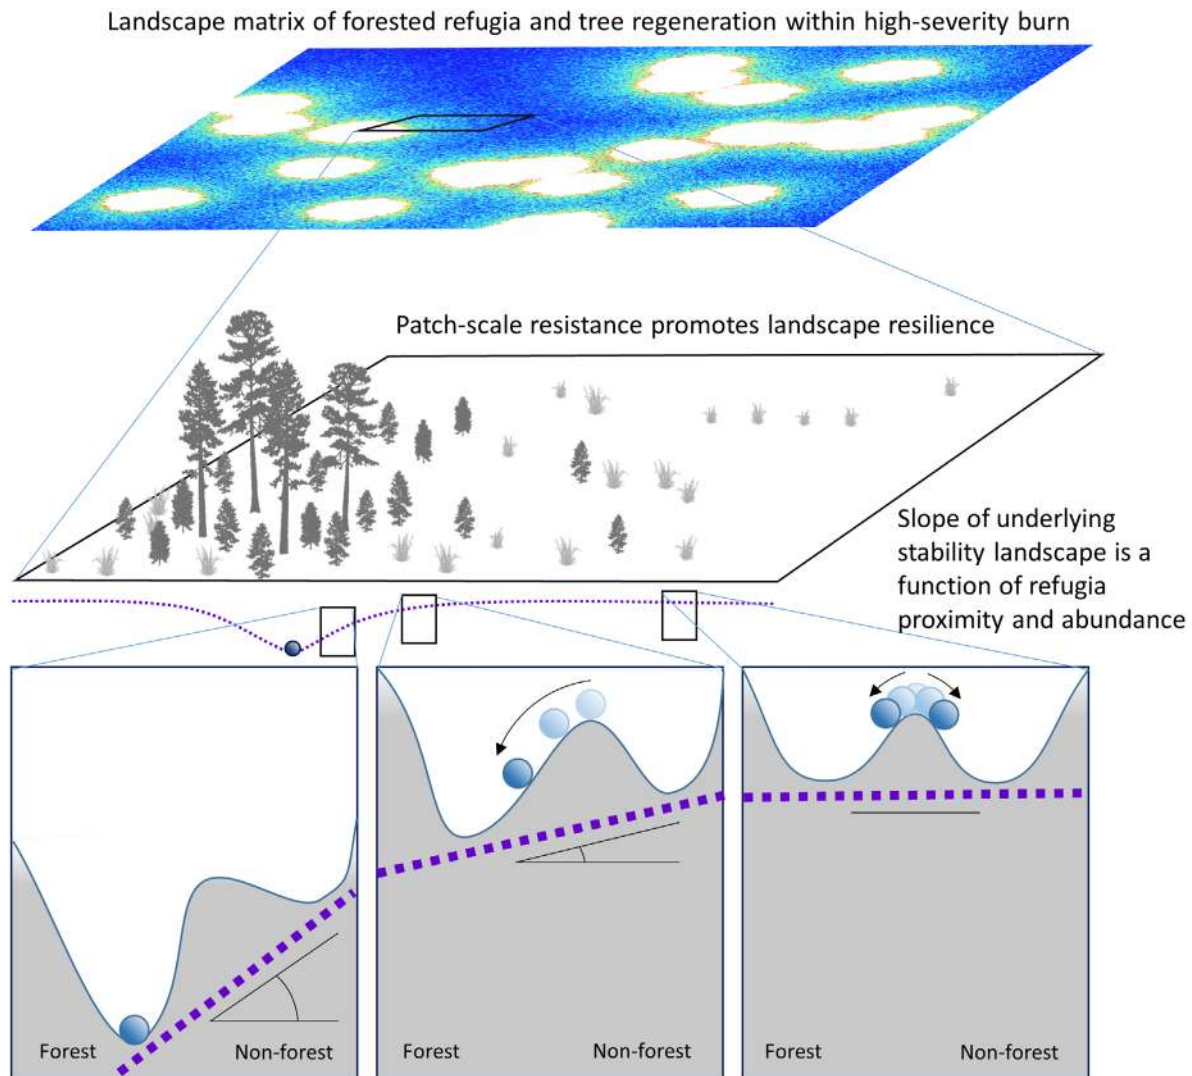 Landscape matrix of forested refugia and tree regeneration within high-severity burn
Patch-scale resistance promotes landscape resilience
Slope of underlying
stability landscape is a
function of refugia
proximity and abundance
Forest
Non-forest
Forest
Non-forest
Forest
Non-forest